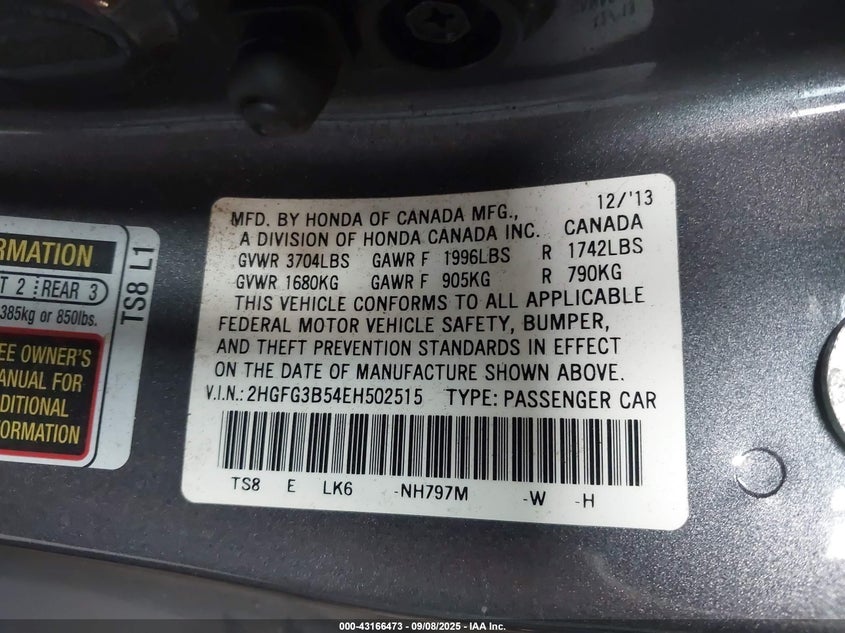 12/'13
MFD. BY HONDA OF CANADA MFG.,
A DIVISION OF HONDA CANADA INC. CANADA
GVWR 3704LBS GAWR F 1996LBS R 1742LBS
GVWR 1680KG GAWR F 905KG R 790KG
THIS VEHICLE CONFORMS TO ALL APPLICABLE
FEDERAL MOTOR VEHICLE SAFETY, BUMPER,
AND THEFT PREVENTION STANDARDS IN EFFECT
ON THE DATE OF MANUFACTURE SHOWN ABOVE.
V.I.N.: 2HGFG3B54EH502515 TYPE: PASSENGER CAR
TS8 E LK6 -NH797M -W -H
RMATION
T 2 REAR 3
385kg or 850lbs.
EE OWNER'S
ANUAL FOR
DITIONAL
FORMATION
TS8 L1
000-43166473 - 09/08/2025 - IAA Inc.